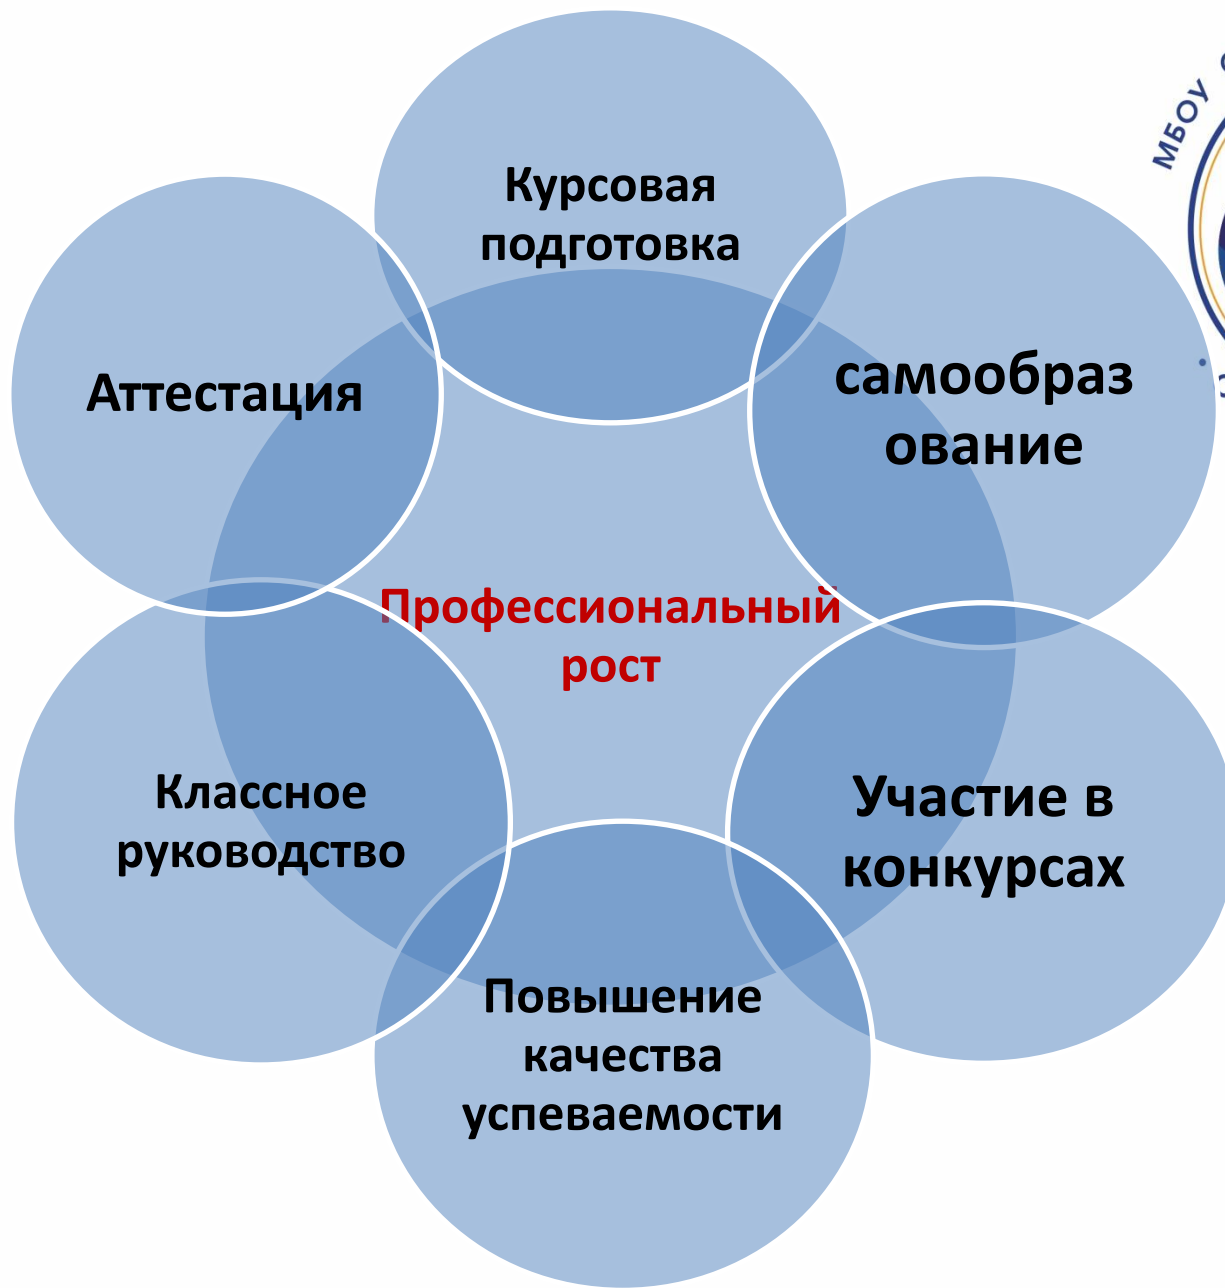 Курсовая
подготовка
МБОУ
самообраз
ование
Аттестация
Профессиональный
рост
Классное
руководство
Участие в
конкурсах
Повышение
качества
успеваемости